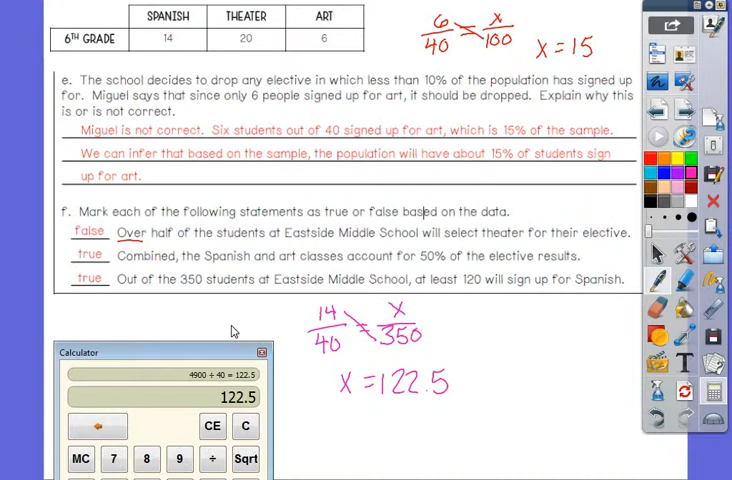 SPANISH THEATER ART
6TH GRADE 14 20 6
6/40 = x/100
x = 15
e. The school decides to drop any elective in which less than 10% of the population has signed up
for. Miguel says that since only 6 people signed up for art, it should be dropped. Explain why this
is or is not correct.
Miguel is not correct. Six students out of 40 signed up for art, which is 15% of the sample.
We can infer that based on the sample, the population will have about 15% of students sign
up for art.
f. Mark each of the following statements as true or false based on the data.
false Over half of the students at Eastside Middle School will select theater for their elective.
true Combined, the Spanish and art classes account for 50% of the elective results.
true Out of the 350 students at Eastside Middle School, at least 120 will sign up for Spanish.
14/40 = x/350
x = 122.5
Calculator
4900 ÷ 40 = 122.5
122.5
CE C
MC 7 8 9 ÷ Sqrt
T